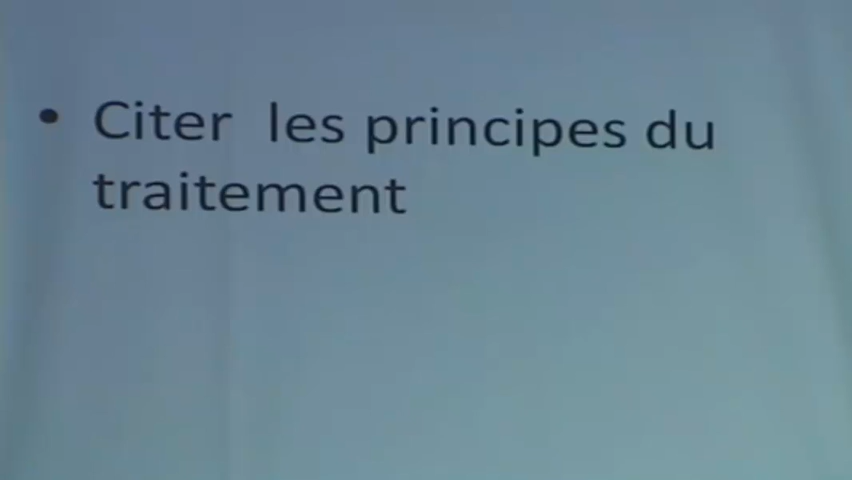 • Citer les principes du
traitement